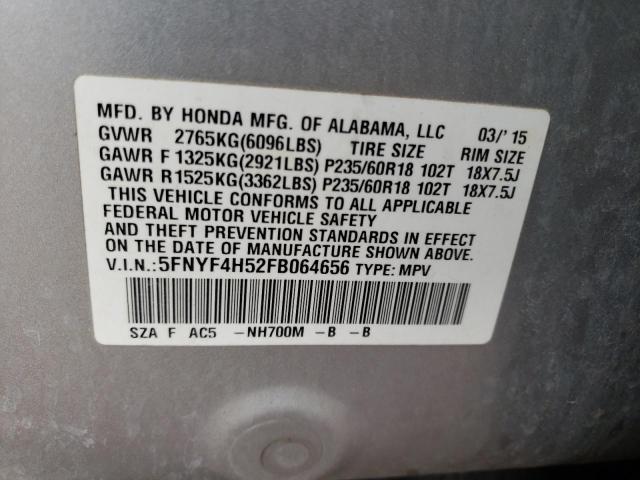 MFD. BY HONDA MFG. OF ALABAMA, LLC 03/'15
GVWR 2765KG(6096LBS) TIRE SIZE RIM SIZE
GAWR F 1325KG(2921LBS) P235/60R18 102T 18X7.5J
GAWR R 1525KG(3362LBS) P235/60R18 102T 18X7.5J
THIS VEHICLE CONFORMS TO ALL APPLICABLE
FEDERAL MOTOR VEHICLE SAFETY
AND THEFT PREVENTION STANDARDS IN EFFECT
ON THE DATE OF MANUFACTURE SHOWN ABOVE.
V.I.N.:5FNYF4H52FB064656 TYPE: MPV
SZA F AC5 -NH700M -B -B